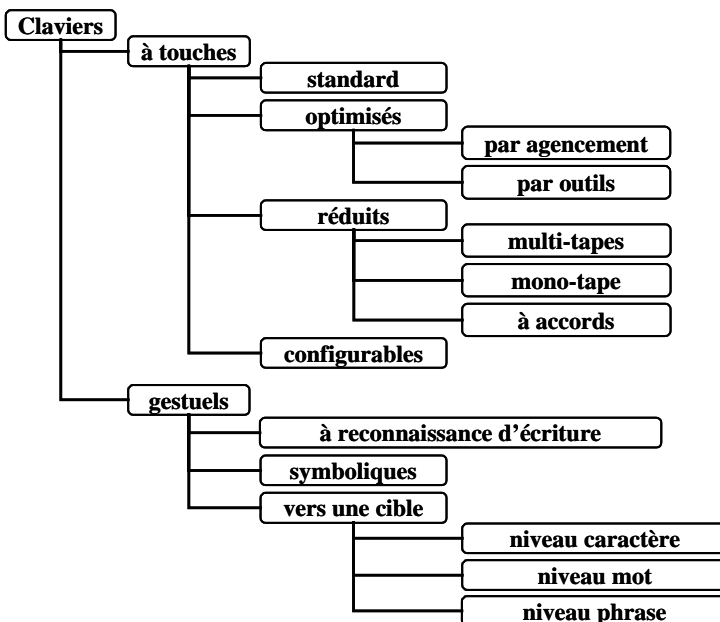 Claviers
à touches
standard
optimisés
par agencement
par outils
réduits
multi-tapes
mono-tape
à accords
configurables
gestuels
à reconnaissance d’écriture
symboliques
vers une cible
niveau caractère
niveau mot
niveau phrase